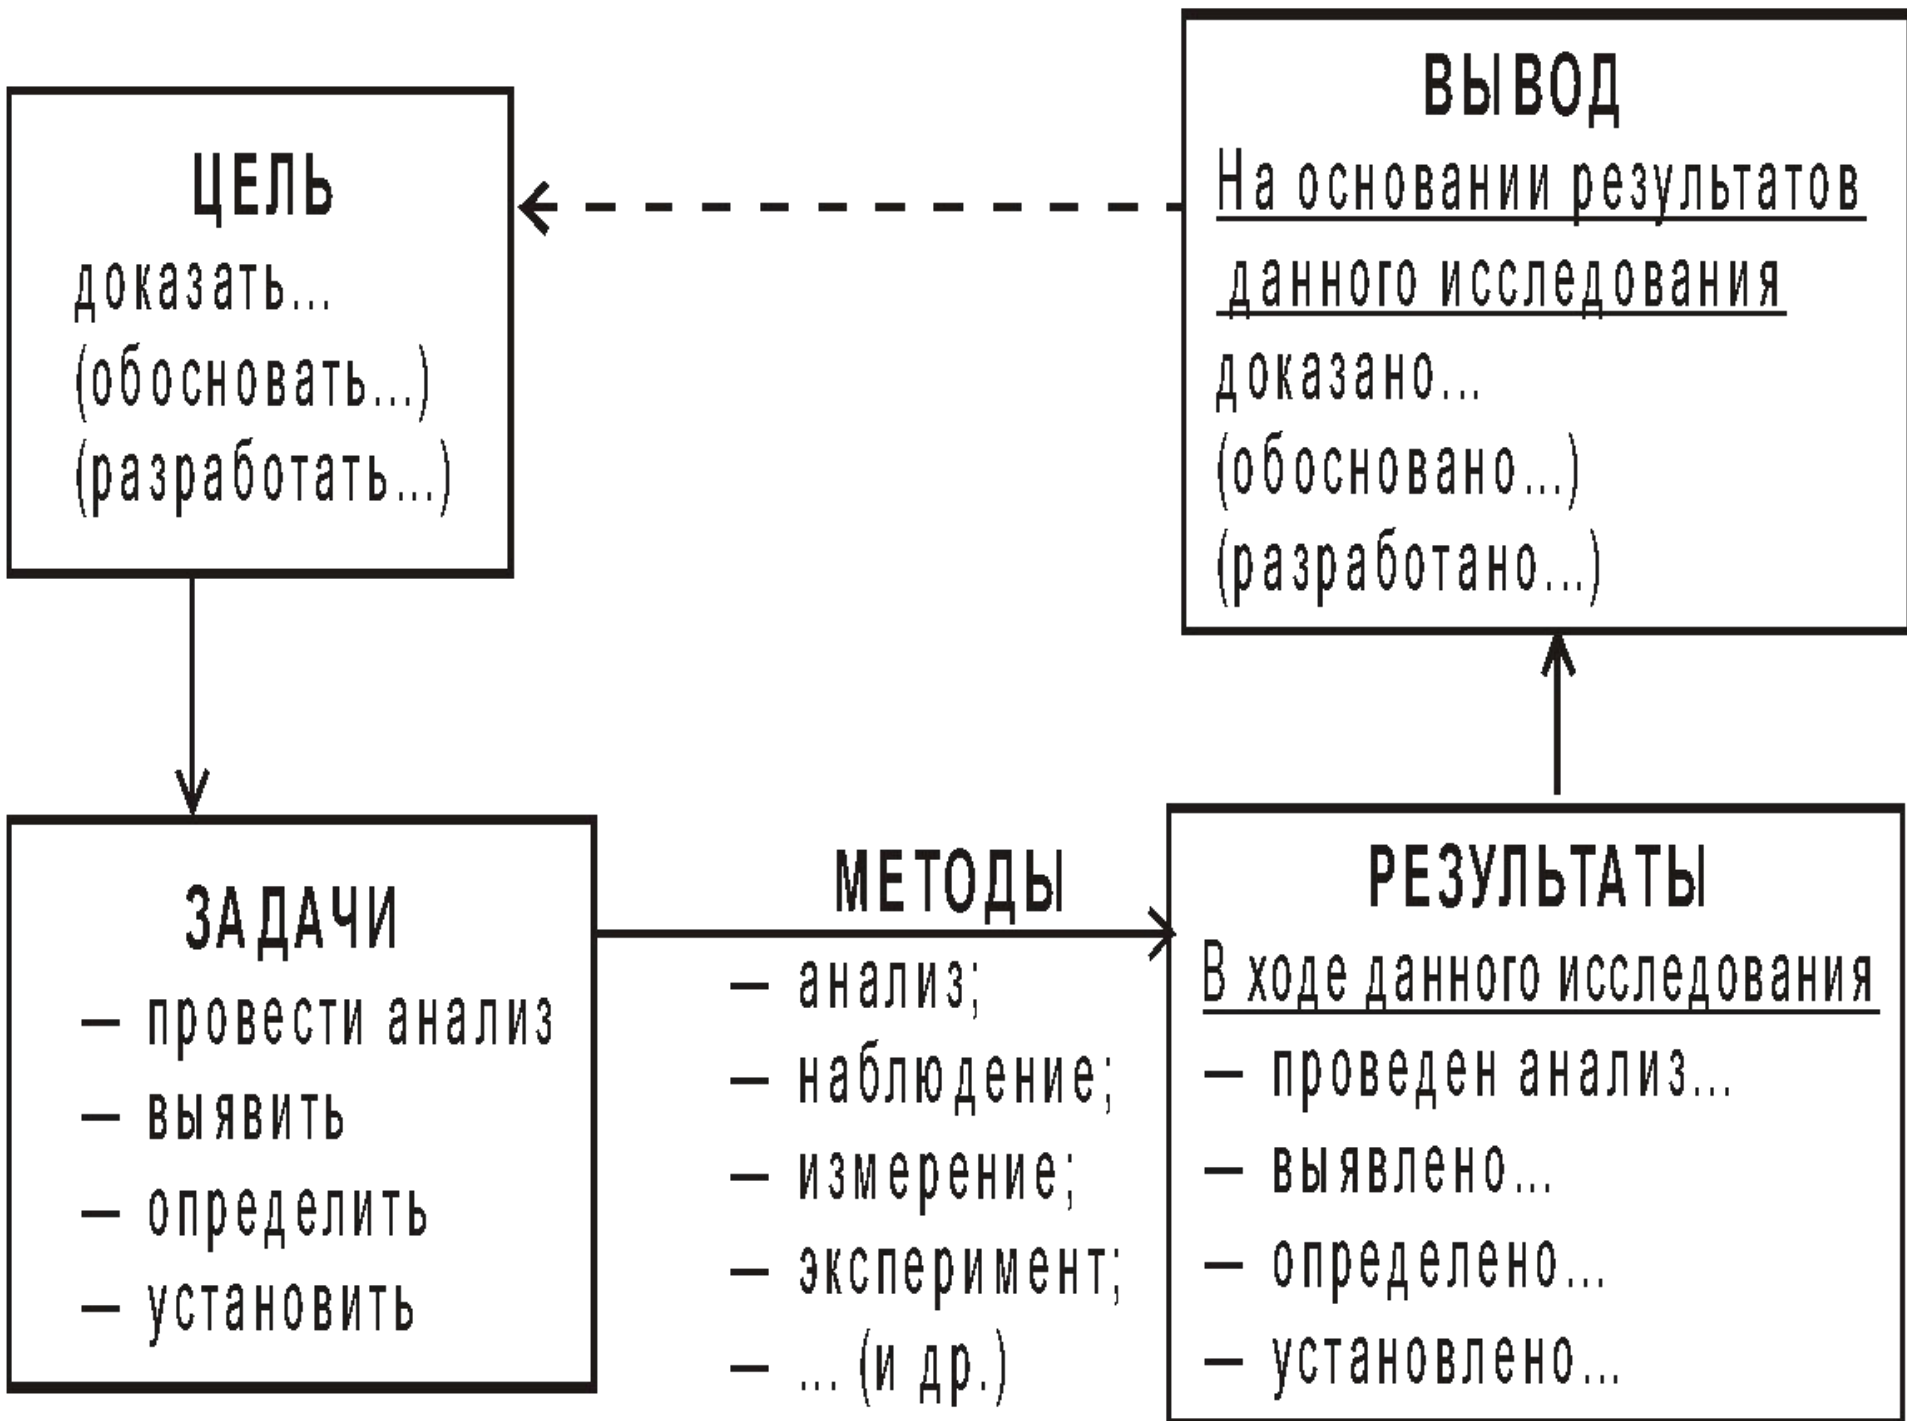 ЦЕЛЬ
доказать...
(обосновать...)
(разработать...)
ВЫВОД
На основании результатов
данного исследования
доказано...
(обосновано...)
(разработано...)
ЗАДАЧИ
— провести анализ
— выявить
— определить
— установить
МЕТОДЫ
— анализ;
— наблюдение;
— измерение;
— эксперимент;
— ... (и др.)
РЕЗУЛЬТАТЫ
В ходе данного исследования
— проведен анализ...
— выявлено...
— определено...
— установлено...